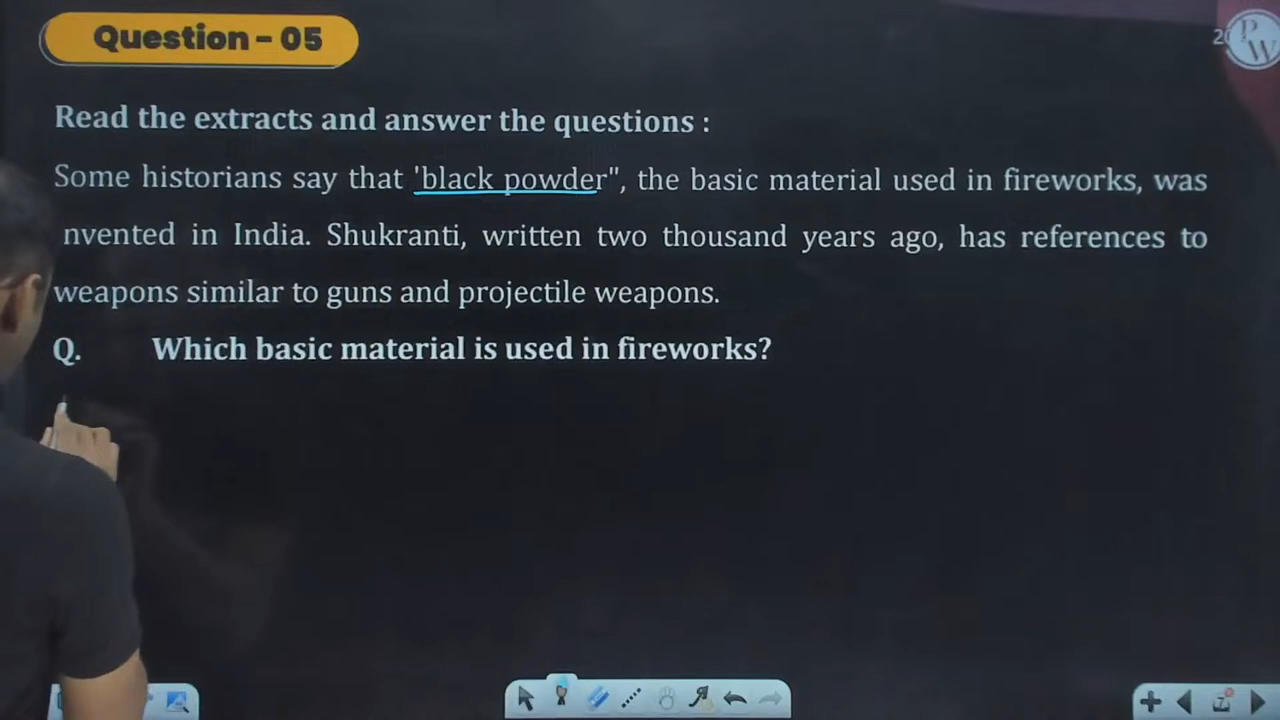 Question - 05
Read the extracts and answer the questions :
Some historians say that 'black powder", the basic material used in fireworks, was
nvented in India. Shukranti, written two thousand years ago, has references to
weapons similar to guns and projectile weapons.
Q. Which basic material is used in fireworks?
PW